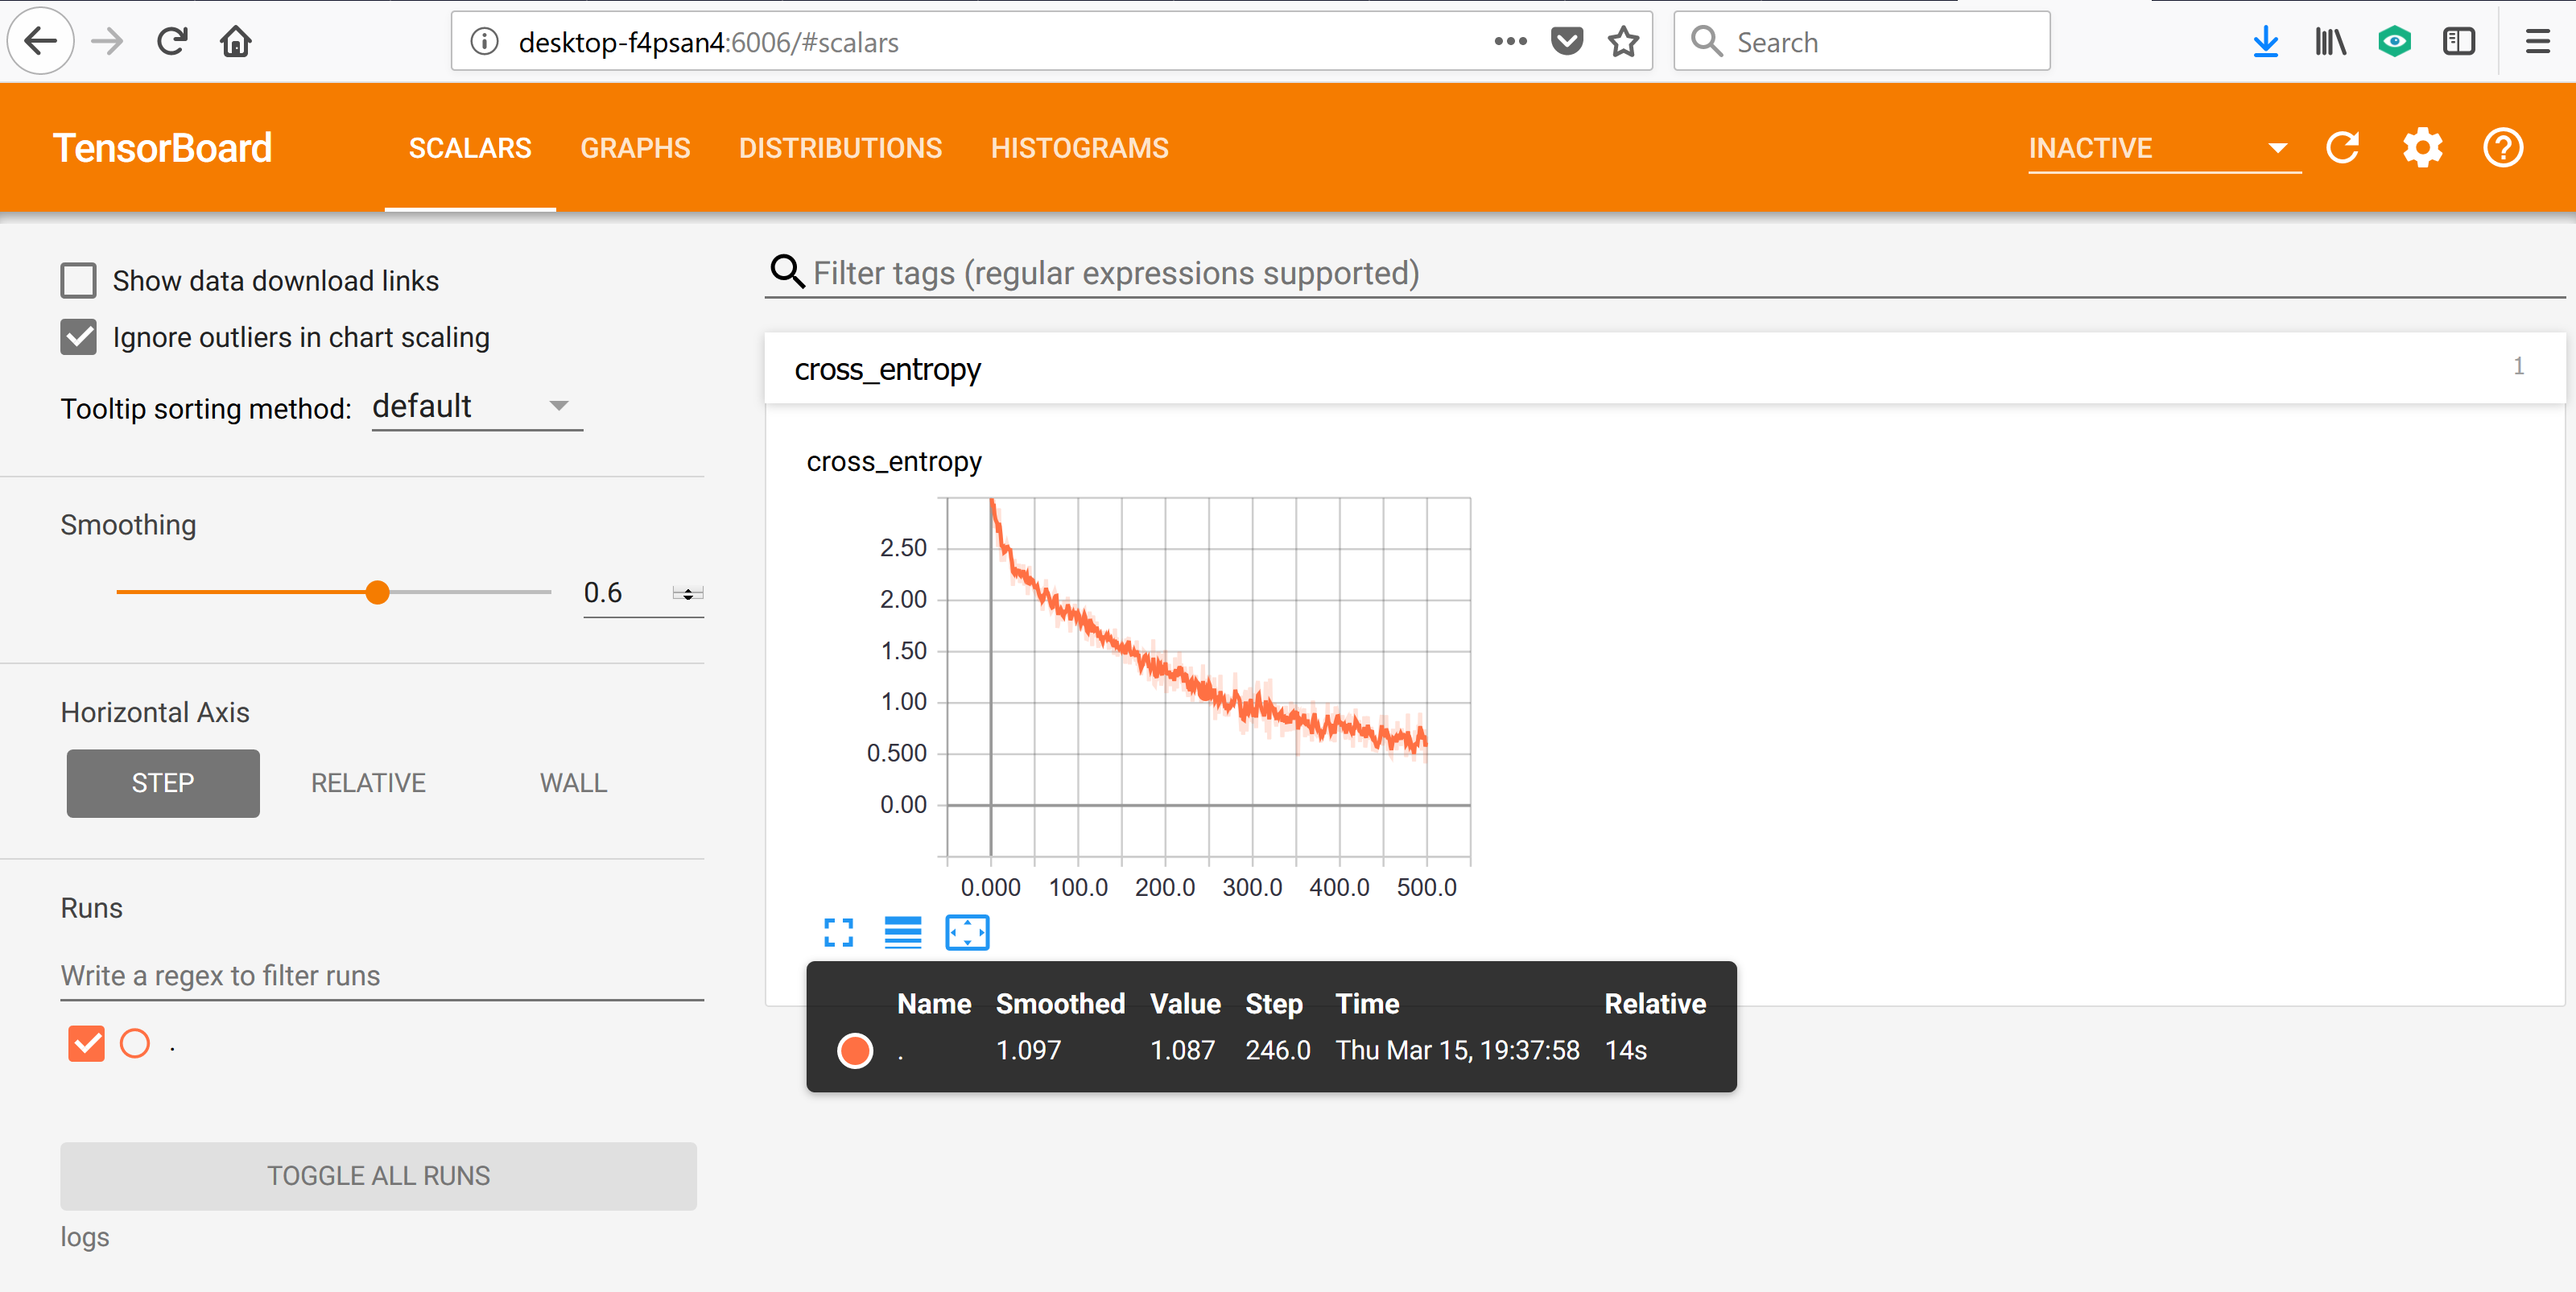 desktop-f4psan4:6006/#scalars
Search
TensorBoard SCALARS GRAPHS DISTRIBUTIONS HISTOGRAMS INACTIVE
Show data download links
Ignore outliers in chart scaling
Tooltip sorting method: default
Smoothing
0.6
Horizontal Axis
STEP RELATIVE WALL
Runs
Write a regex to filter runs
.
TOGGLE ALL RUNS
logs
Filter tags (regular expressions supported)
cross_entropy 1
cross_entropy
2.50
2.00
1.50
1.00
0.500
0.00
0.000 100.0 200.0 300.0 400.0 500.0
Name Smoothed Value Step Time Relative
. 1.097 1.087 246.0 Thu Mar 15, 19:37:58 14s